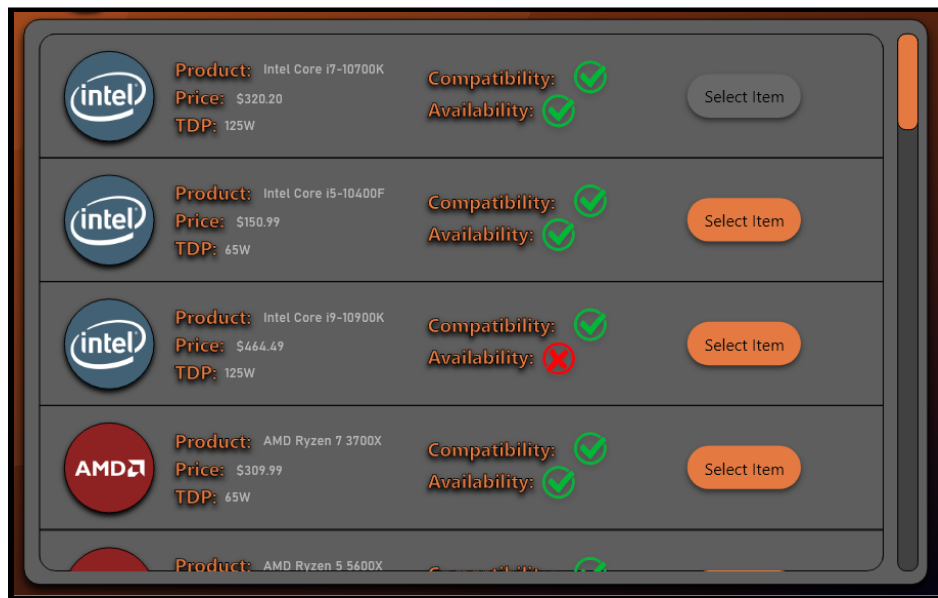 intel
Product: Intel Core i7-10700K
Price: $320.20
TDP: 125W
Compatibility:
Availability:
Select Item
intel
Product: Intel Core i5-10400F
Price: $150.99
TDP: 65W
Compatibility:
Availability:
Select Item
intel
Product: Intel Core i9-10900K
Price: $464.49
TDP: 125W
Compatibility:
Availability:
Select Item
AMD
Product: AMD Ryzen 7 3700X
Price: $309.99
TDP: 65W
Compatibility:
Availability:
Select Item
Product: AMD Ryzen 5 5600X